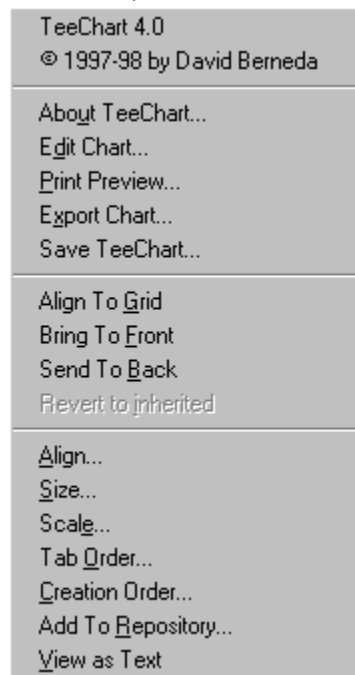 TeeChart 4.0
© 1997-98 by David Berneda
About TeeChart...
Edit Chart...
Print Preview...
Export Chart...
Save TeeChart...
Align To Grid
Bring To Front
Send To Back
Revert to inherited
Align...
Size...
Scale...
Tab Order...
Creation Order...
Add To Repository...
View as Text